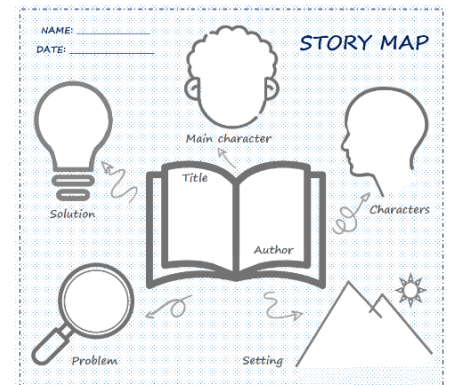 NAME:
DATE:
STORY MAP
Main character
Title
Solution
Characters
Author
Problem
Setting